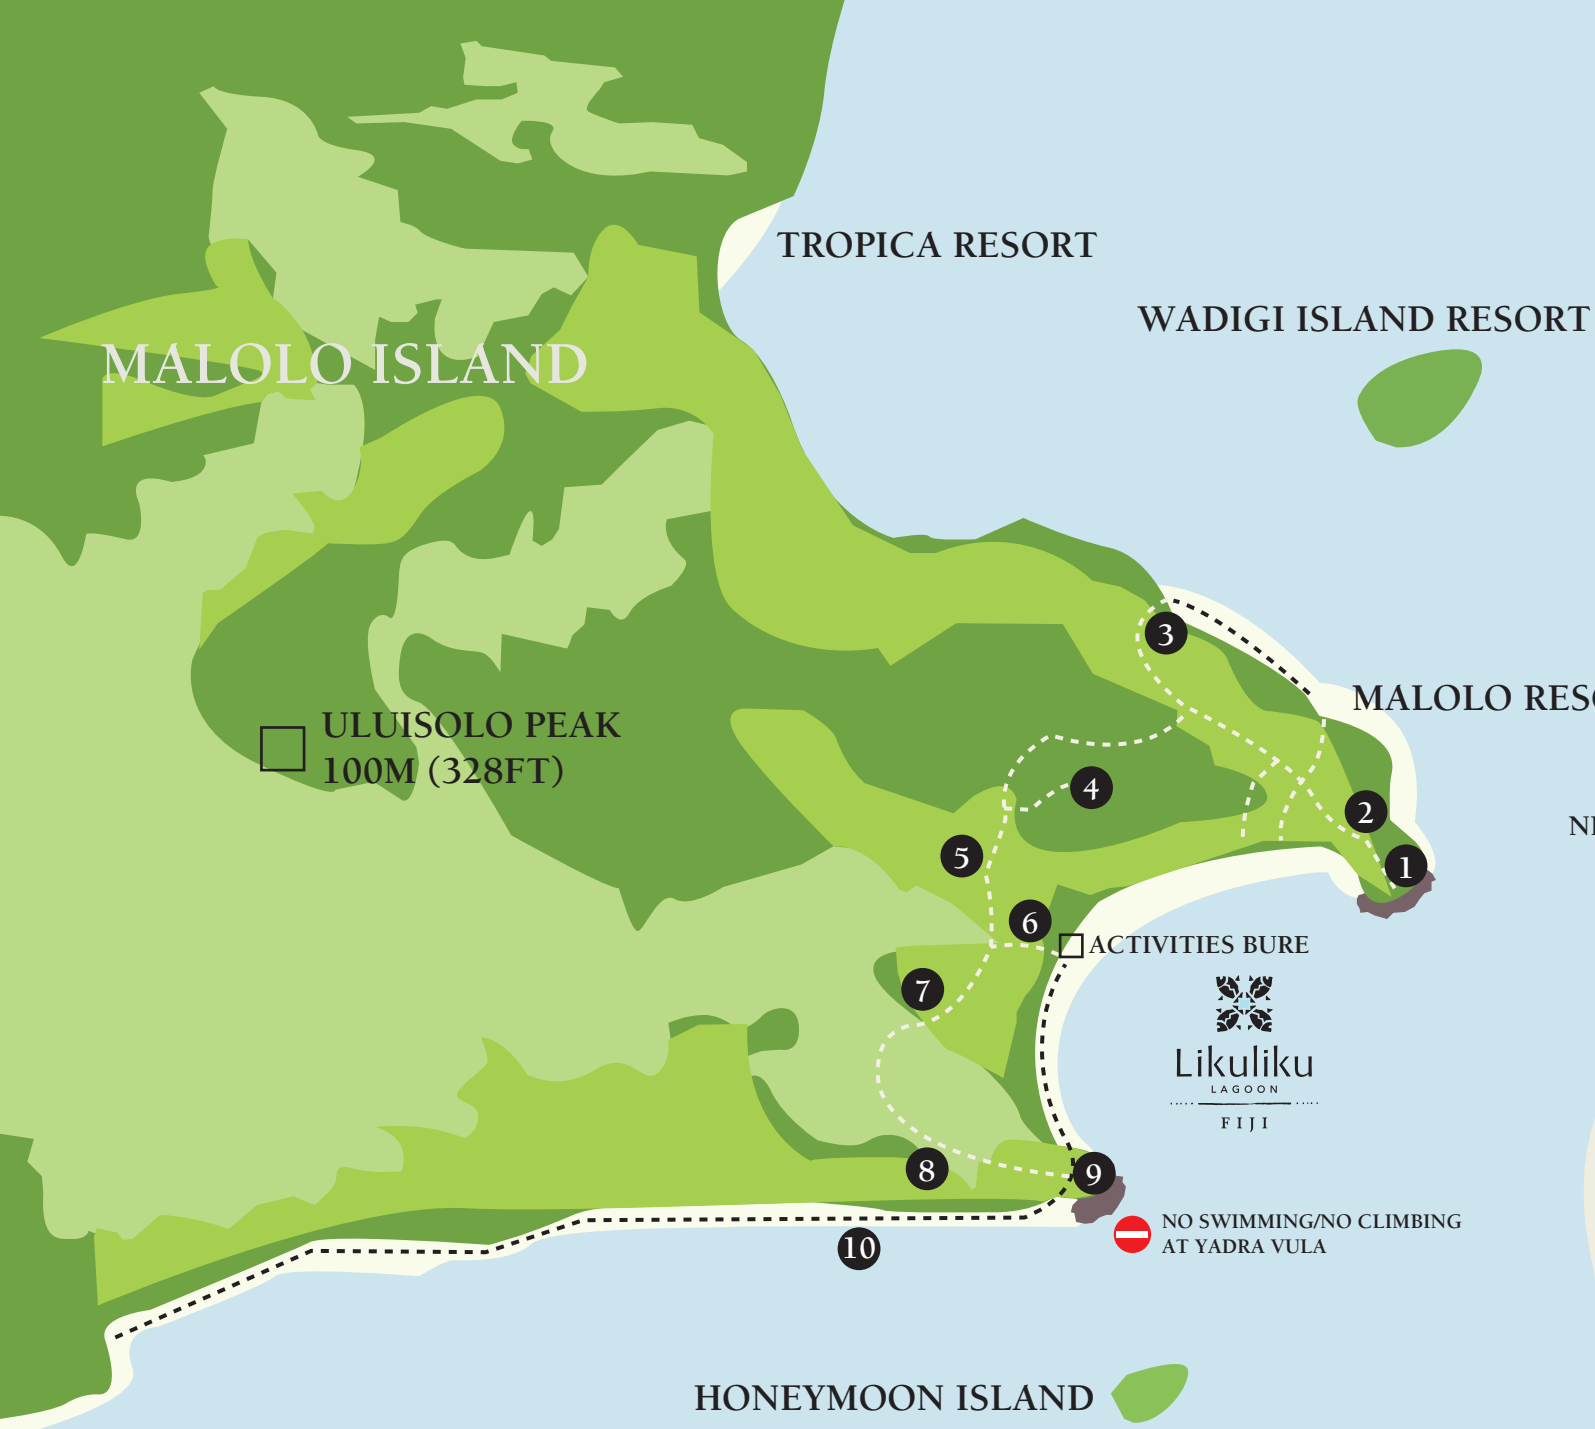 TROPICA RESORT
WADIGI ISLAND RESORT
MALOLO ISLAND
3
MALOLO
ULUISOLO PEAK
100M (328FT)
4
2
5
1
6
ACTIVITIES BURE
7
Likuliku
LAGOON
FIJI
8
9
NO SWIMMING/NO CLIMBING
AT YADRA VULA
10
HONEYMOON ISLAND